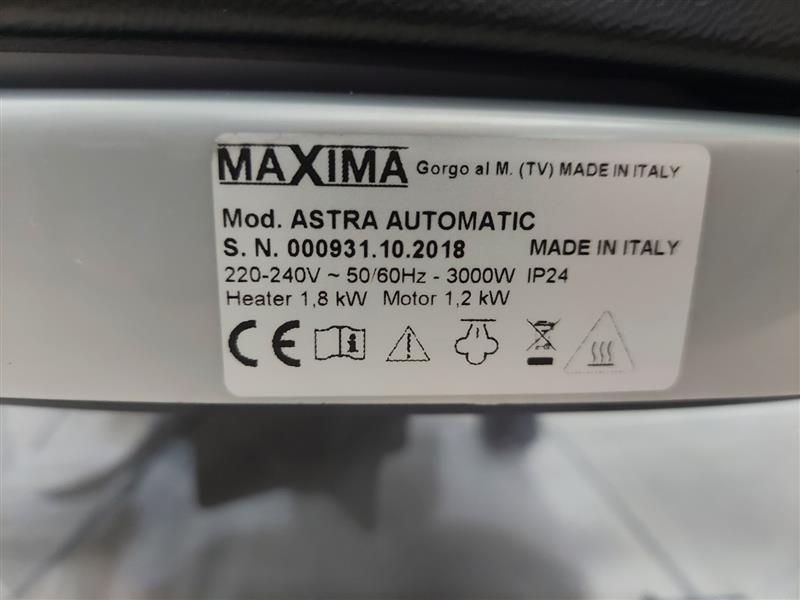 MAXIMA Gorgo al M. (TV) MADE IN ITALY
Mod. ASTRA AUTOMATIC
S. N. 000931.10.2018 MADE IN ITALY
220-240V ~ 50/60Hz - 3000W IP24
Heater 1,8 kW Motor 1,2 kW
CE